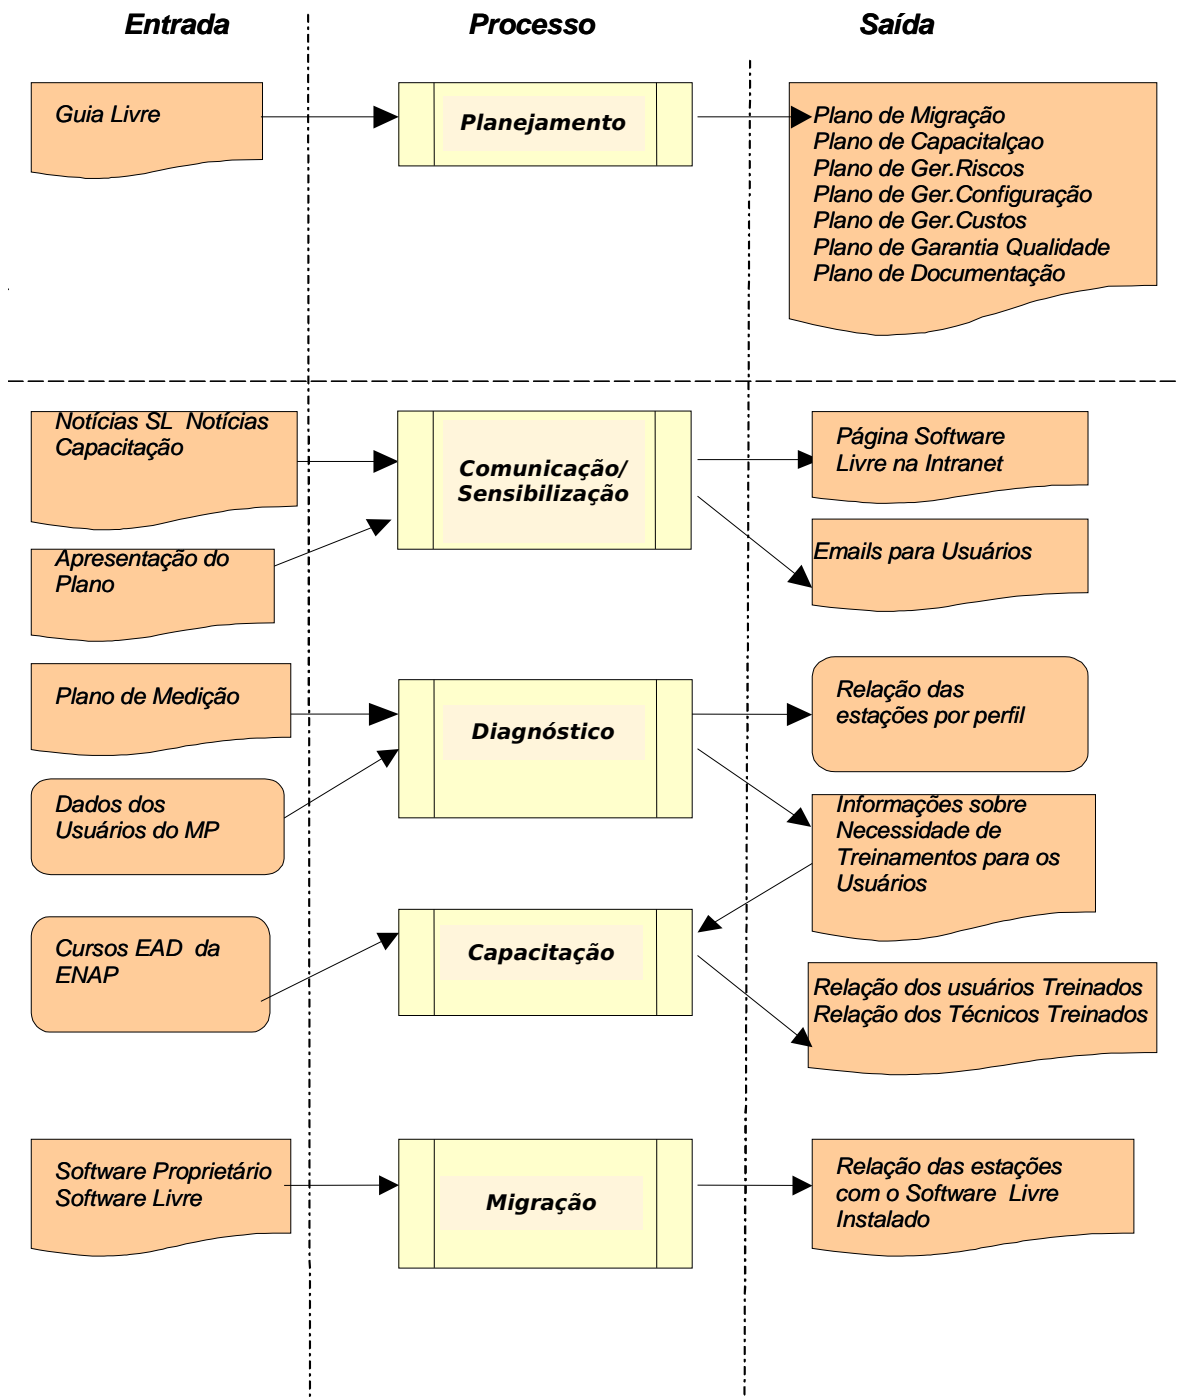 Entrada
Processo
Saída
Guia Livre
Planejamento
Plano de Migração
Plano de Capacitalçao
Plano de Ger.Riscos
Plano de Ger.Configuração
Plano de Ger.Custos
Plano de Garantia Qualidade
Plano de Documentação
Notícias SL  Notícias
Capacitação
Apresentação do
Plano
Comunicação/
Sensibilização
Página Software
Livre na Intranet
Emails para Usuários
Plano de Medição
Dados dos
Usuários do MP
Diagnóstico
Relação das
estações por perfil
Informações sobre
Necessidade de
Treinamentos para os
Usuários
Cursos EAD  da
ENAP
Capacitação
Relação dos usuários Treinados
Relação dos Técnicos Treinados
Software Proprietário
Software Livre
Migração
Relação das estações
com o Software  Livre
Instalado